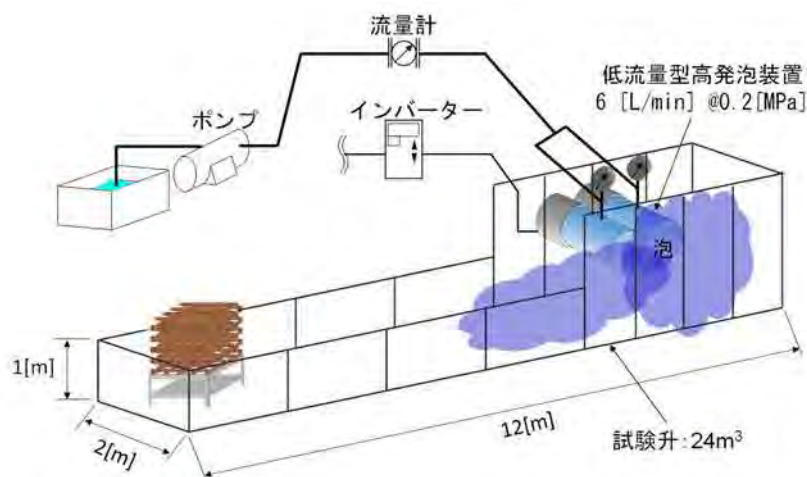 流量計
低流量型高発泡装置
6 [L/min] @0.2[MPa]
インバーター
ポンプ
泡
1[m]
2[m]
12[m]
試験升:24m³